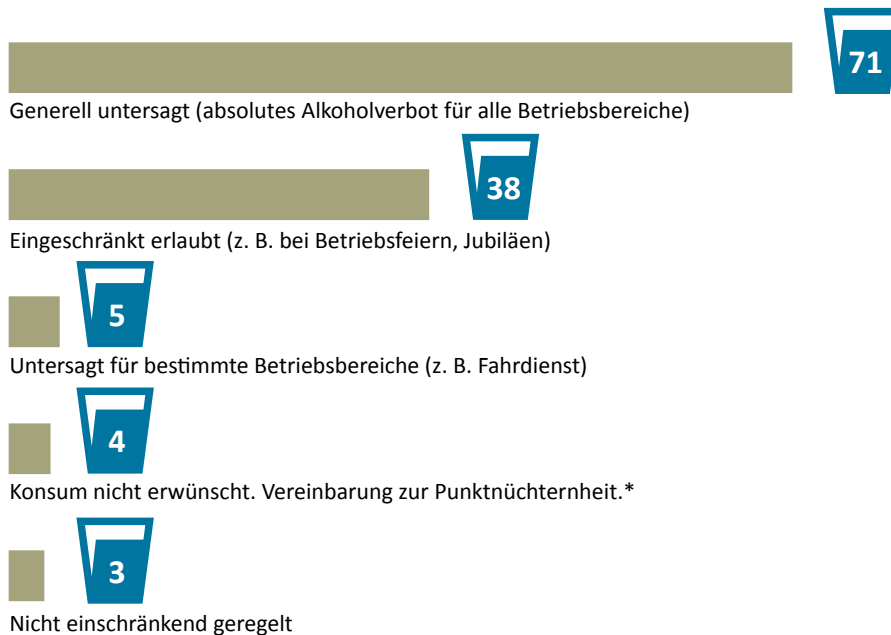 71
Generell untersagt (absolutes Alkoholverbot für alle Betriebsbereiche)
38
Eingeschränkt erlaubt (z. B. bei Betriebsfeiern, Jubiläen)
5
Untersagt für bestimmte Betriebsbereiche (z. B. Fahrdienst)
4
Konsum nicht erwünscht. Vereinbarung zur Punktnüchternheit.*
3
Nicht einschränkend geregelt